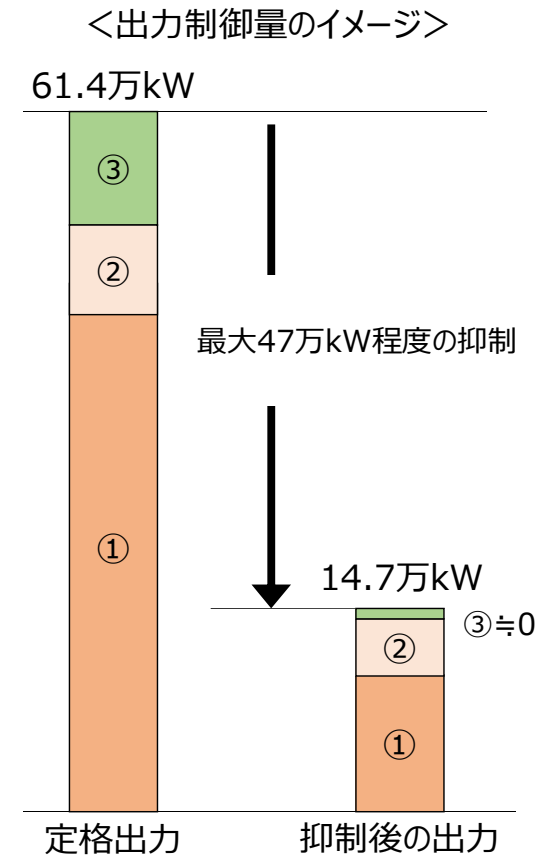 ＜出力制御量のイメージ＞
61.4万kW
③
②
最大47万kW程度の抑制
①
14.7万kW
③≒0
②
①
定格出力
抑制後の出力